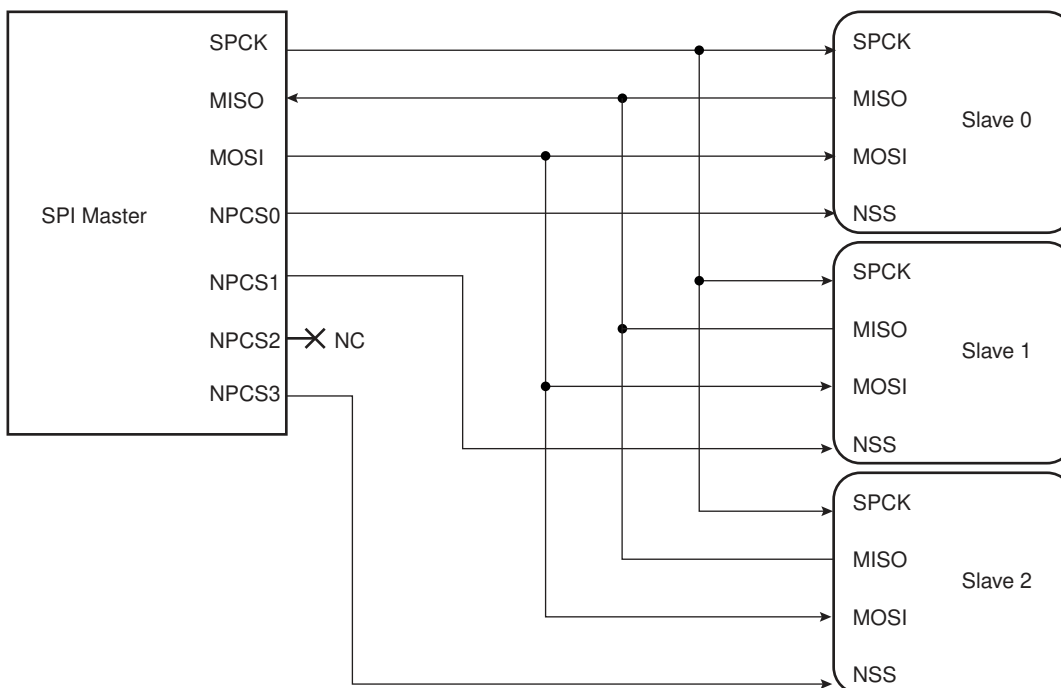 SPI Master
SPCK
MISO
MOSI
NPCS0
NPCS1
NPCS2
NC
NPCS3
SPCK
MISO
Slave 0
MOSI
NSS
SPCK
MISO
Slave 1
MOSI
NSS
SPCK
MISO
Slave 2
MOSI
NSS